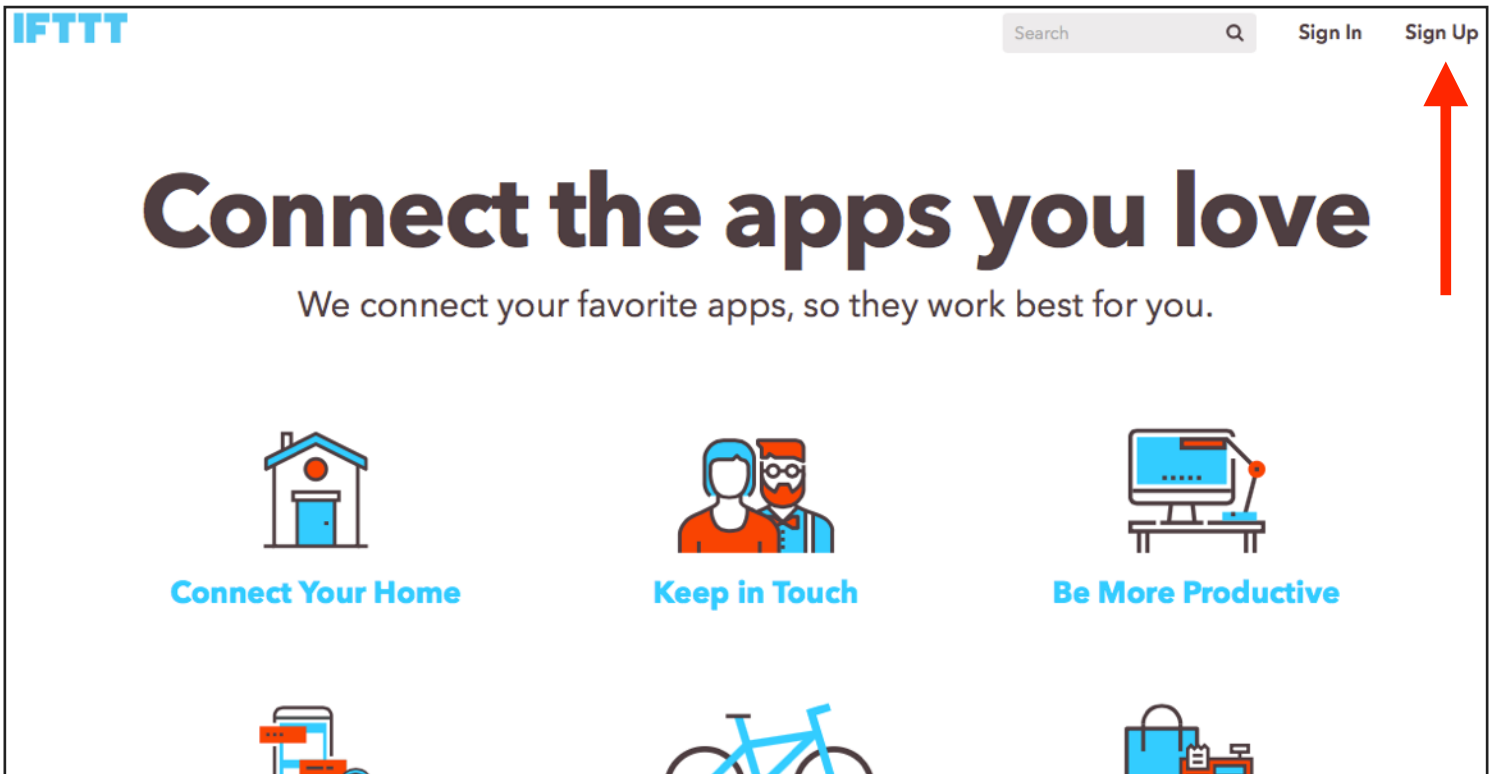 IFTTT
Search
Sign In
Sign Up
Connect the apps you love
We connect your favorite apps, so they work best for you.
Connect Your Home
Keep in Touch
Be More Productive